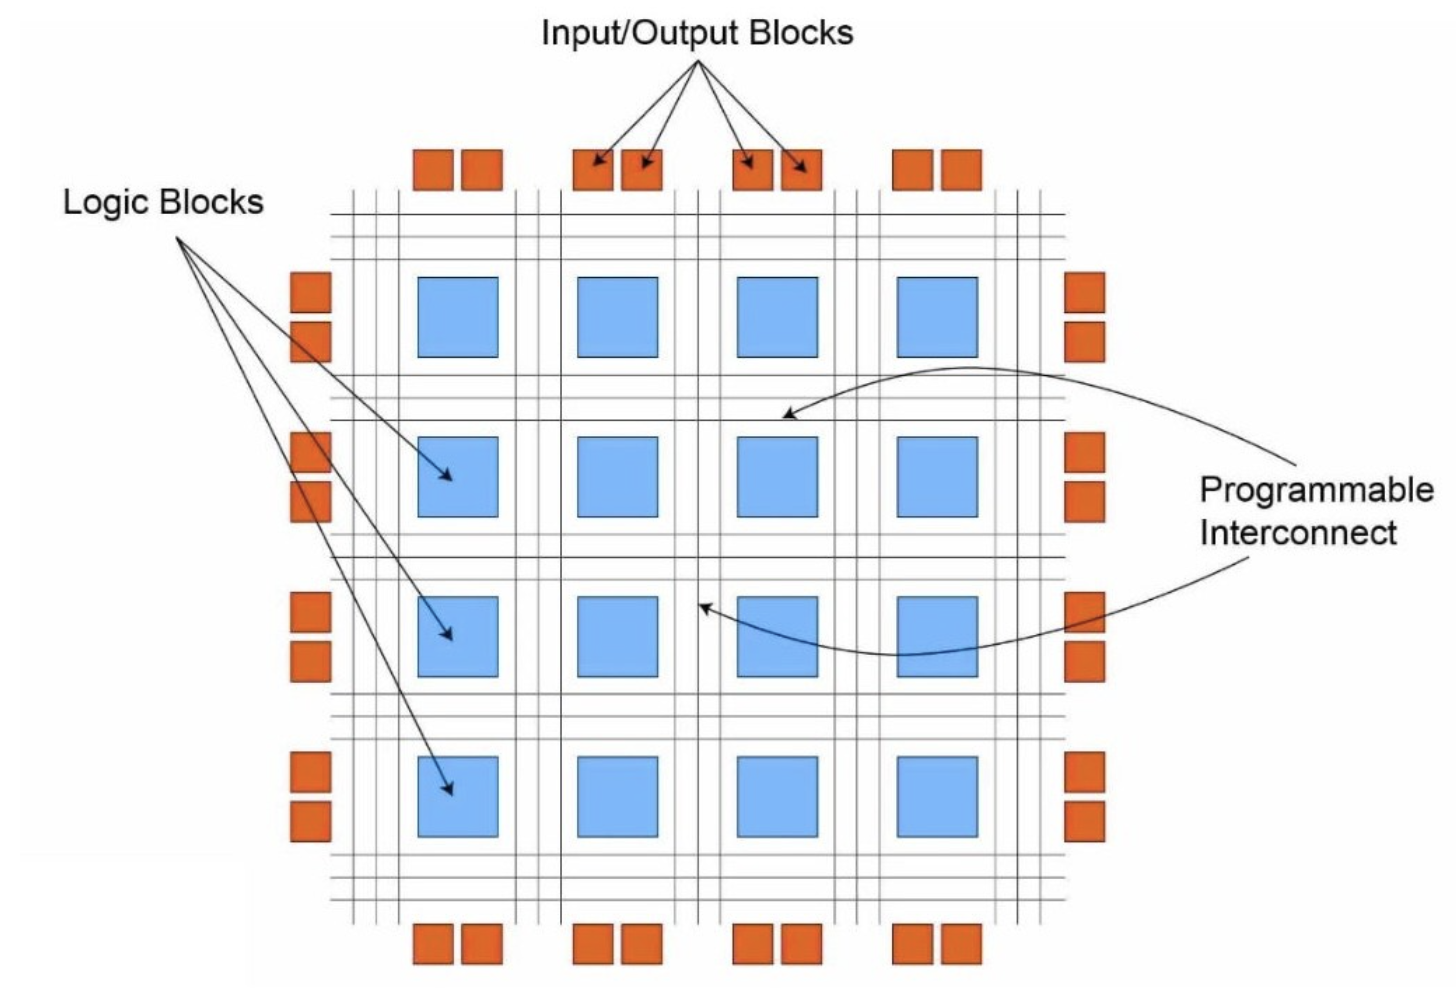 Input/Output Blocks
Logic Blocks
Programmable
Interconnect